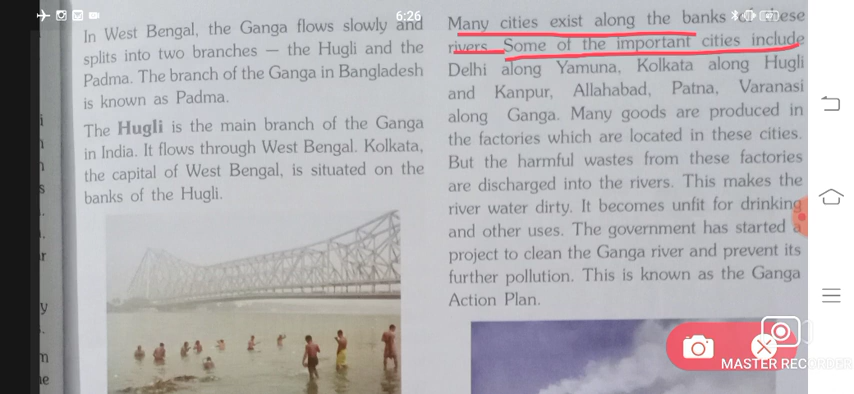 6:26
In West Bengal, the Ganga flows slowly and
splits into two branches — the Hugli and the
Padma. The branch of the Ganga in Bangladesh
is known as Padma.
The Hugli is the main branch of the Ganga
in India. It flows through West Bengal. Kolkata,
the capital of West Bengal, is situated on the
banks of the Hugli.
Many cities exist along the banks these
rivers. Some of the important cities include
Delhi along Yamuna, Kolkata along Hugli
and Kanpur, Allahabad, Patna, Varanasi
along Ganga. Many goods are produced in
the factories which are located in these cities.
But the harmful wastes from these factories
are discharged into the rivers. This makes the
river water dirty. It becomes unfit for drinking
and other uses. The government has started a
project to clean the Ganga river and prevent its
further pollution. This is known as the Ganga
Action Plan.
MASTER RECORDER